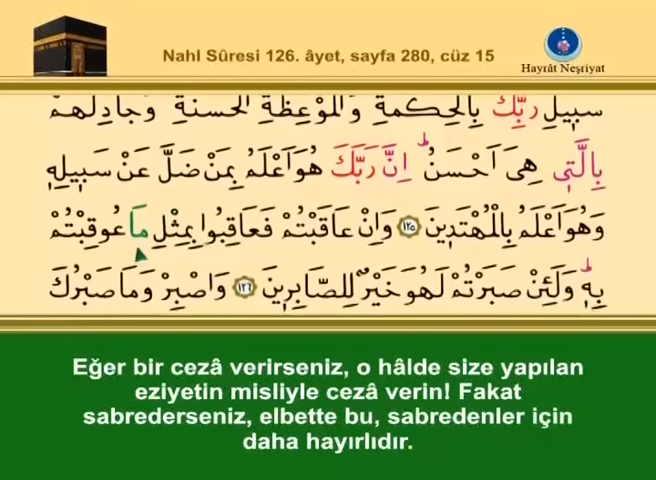 Nahl Sûresi 126. âyet, sayfa 280, cüz 15
Hayrât Neşriyat
سَبِيلِ رَبِّكَ بِالْحِكْمَةِ وَالْمَوْعِظَةِ الْحَسَنَةِ وَجَادِلْهُمْ
بِالَّتٖى هِىَ اَحْسَنُ اِنَّ رَبَّكَ هُوَ اَعْلَمُ بِمَنْ ضَلَّ عَنْ سَبٖيلِهٖ
وَهُوَ اَعْلَمُ بِالْمُهْتَدٖينَ ﴿١٢٥﴾ وَاِنْ عَاقَبْتُمْ فَعَاقِبُوا بِمِثْلِ مَا عُوقِبْتُمْ
بِهٖ وَلَئِنْ صَبَرْتُمْ لَهُوَ خَيْرٌ لِلصَّابِرٖينَ ﴿١٢٦﴾ وَاصْبِرْ وَمَا صَبْرُكَ
Eğer bir cezâ verirseniz, o hâlde size yapılan
eziyetin misliyle cezâ verin! Fakat
sabrederseniz, elbette bu, sabredenler için
daha hayırlıdır.